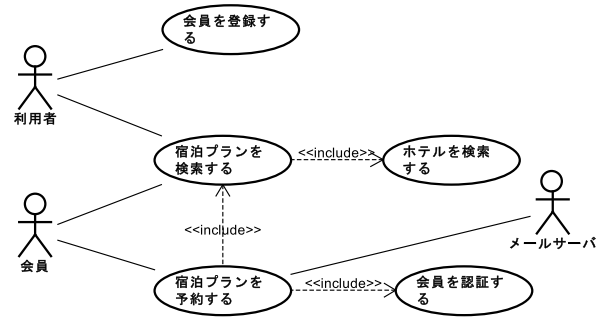 会員を登録す
る
利用者
宿泊プランを
検索する
<<include>>
ホテルを検索
する
会員
<<include>>
メールサーバ
宿泊プランを
予約する
<<include>>
会員を認証す
る